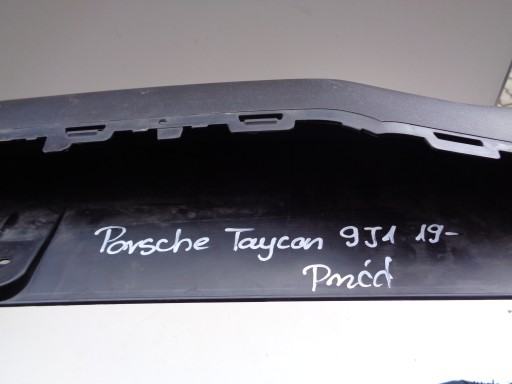 Porsche Taycan 9J1 19-
Przód